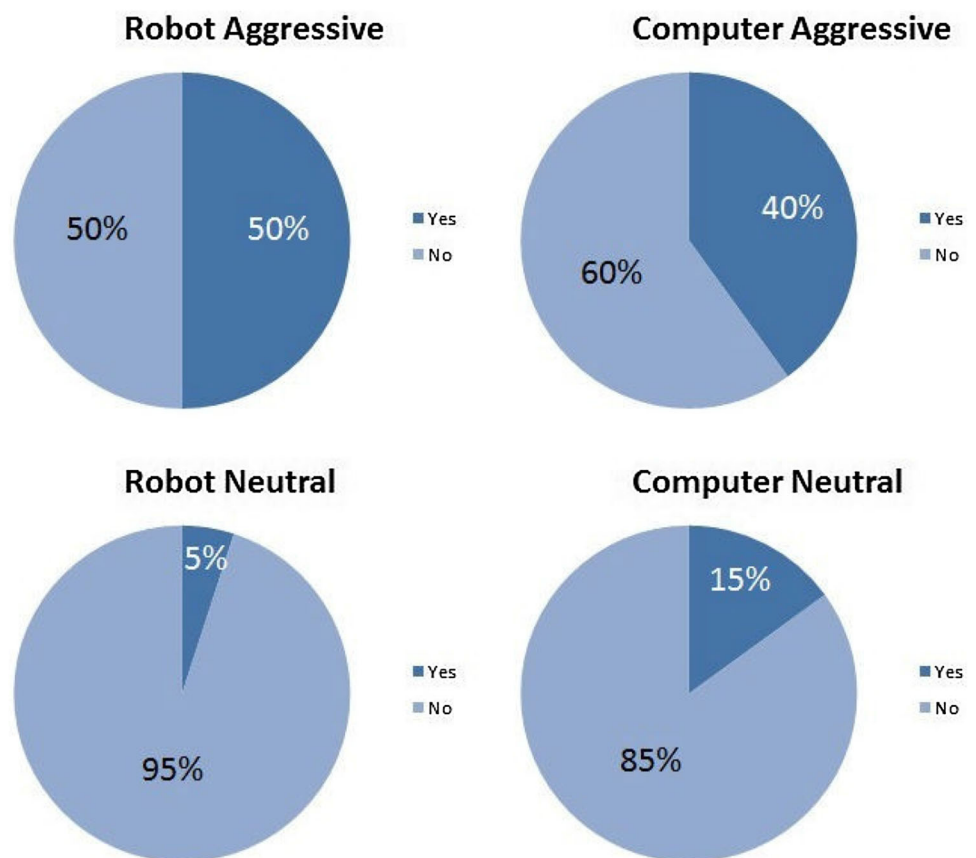 Robot Aggressive
50%
50%
Yes
No
Computer Aggressive
40%
60%
Yes
No
Robot Neutral
5%
95%
Yes
No
Computer Neutral
15%
85%
Yes
No